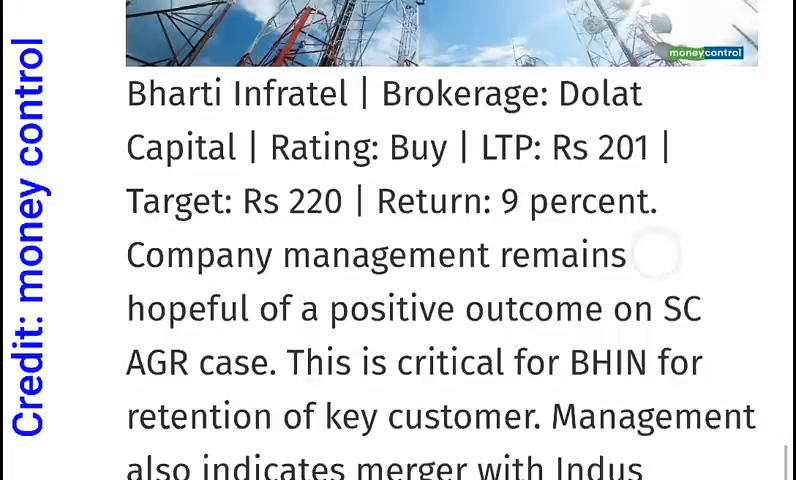 Credit: money control
moneycontrol
Bharti Infratel | Brokerage: Dolat
Capital | Rating: Buy | LTP: Rs 201 |
Target: Rs 220 | Return: 9 percent.
Company management remains
hopeful of a positive outcome on SC
AGR case. This is critical for BHIN for
retention of key customer. Management
also indicates merger with Indus